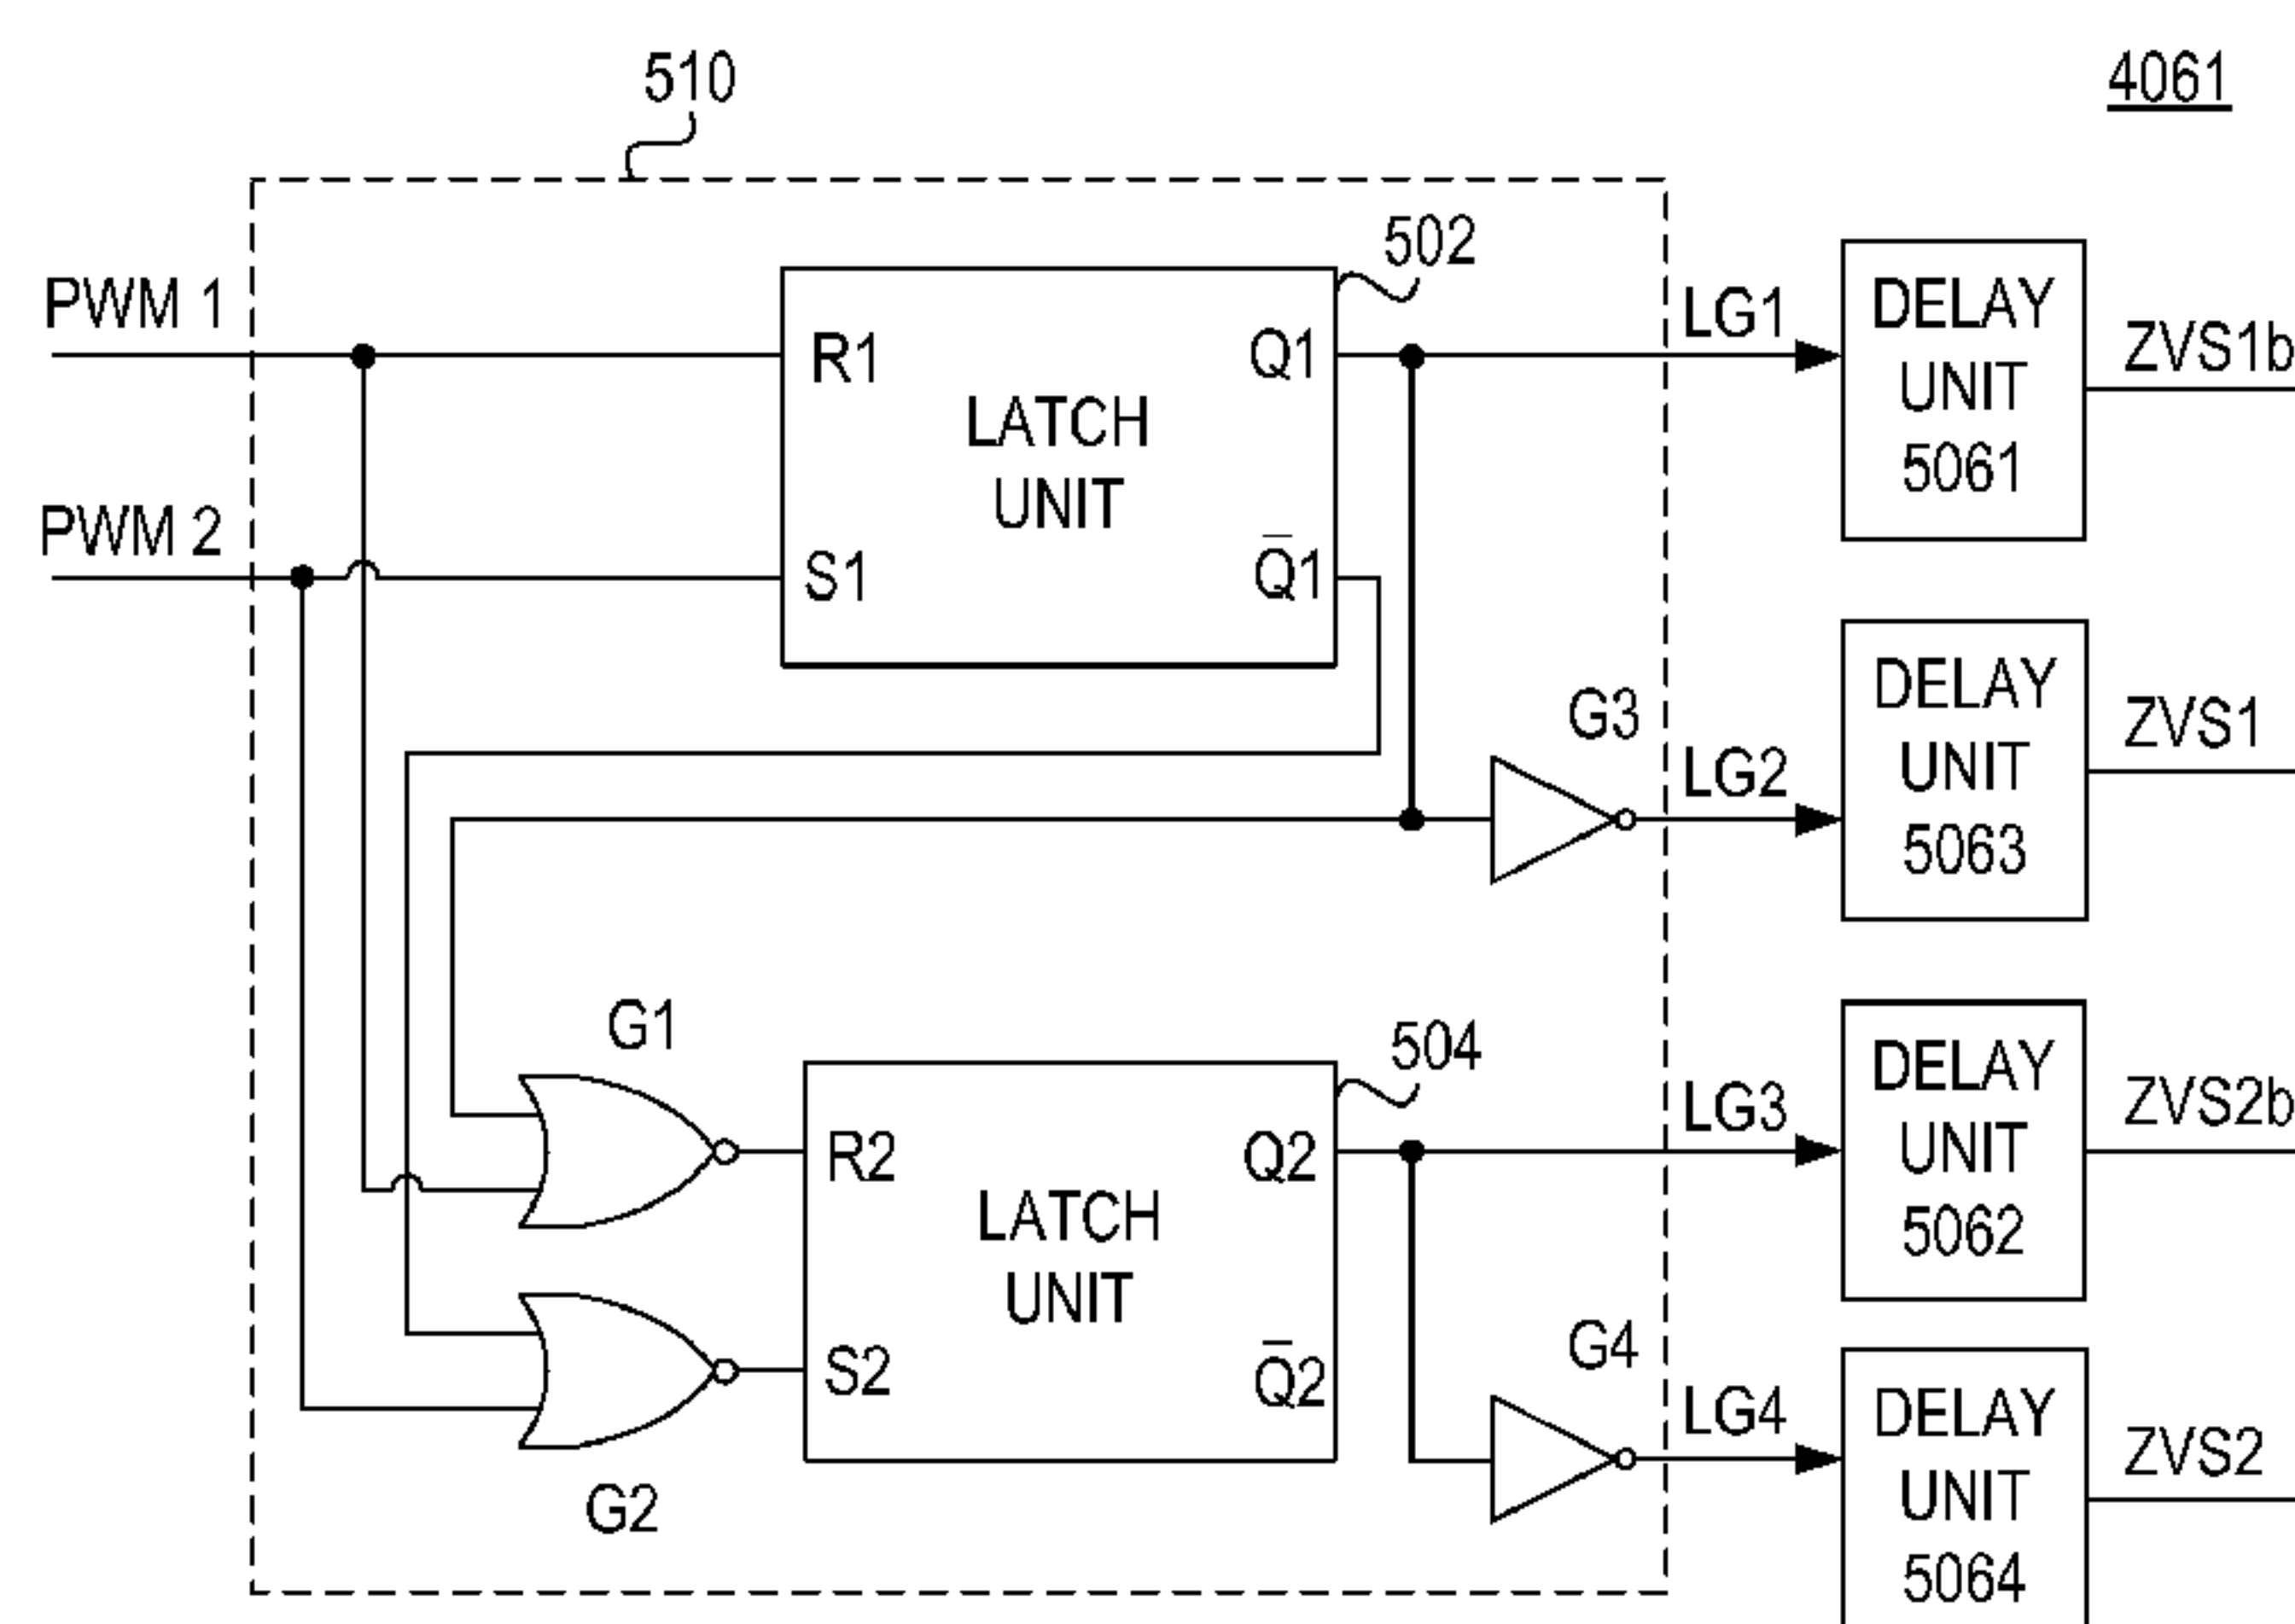 510
4061
502
PWM 1
R1
Q1
LG1
DELAY
UNIT
5061
ZVS1b
LATCH
UNIT
PWM 2
S1
Q̅1
G3
LG2
DELAY
UNIT
5063
ZVS1
G1
504
R2
Q2
LG3
DELAY
UNIT
5062
ZVS2b
LATCH
UNIT
S2
Q̅2
G4
LG4
DELAY
UNIT
5064
ZVS2
G2